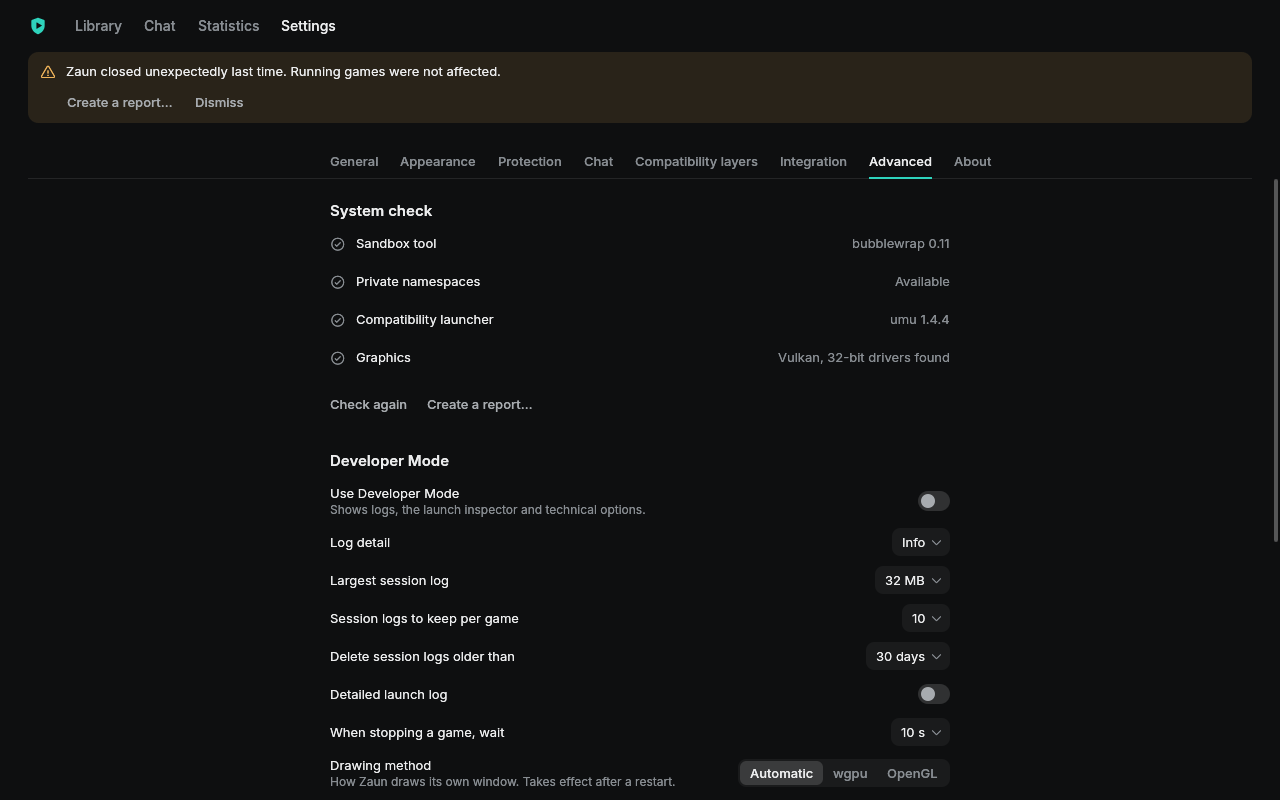 Library Chat Statistics Settings
Zaun closed unexpectedly last time. Running games were not affected.
Create a report... Dismiss
General Appearance Protection Chat Compatibility layers Integration Advanced About
System check
Sandbox tool bubblewrap 0.11
Private namespaces Available
Compatibility launcher umu 1.4.4
Graphics Vulkan, 32-bit drivers found
Check again Create a report...
Developer Mode
Use Developer Mode
Shows logs, the launch inspector and technical options.
Log detail Info
Largest session log 32 MB
Session logs to keep per game 10
Delete session logs older than 30 days
Detailed launch log
When stopping a game, wait 10 s
Drawing method Automatic wgpu OpenGL
How Zaun draws its own window. Takes effect after a restart.